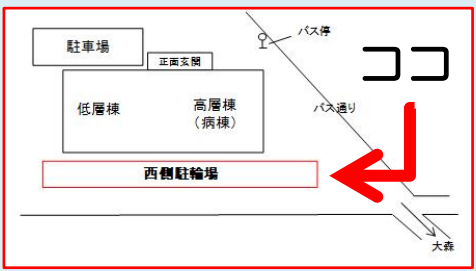 バス停
ココ
駐車場
正面玄関
低層棟
高層棟
(病棟)
バス通り
西側駐輪場
大森